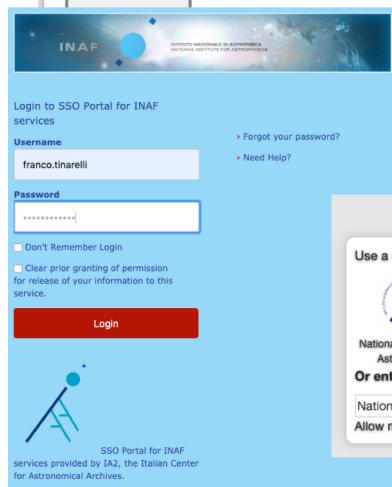 INAF
ISTITUTO NAZIONALE DI ASTROFISICA
NATIONAL INSTITUTE FOR ASTROPHYSICS
Login to SSO Portal for INAF
services
Username
franco.tinarelli
Password
Don't Remember Login
Clear prior granting of permission
for release of your information to this
service.
Login
SSO Portal for INAF
services provided by IA2, the Italian Center
for Astronomical Archives.
› Forgot your password?
› Need Help?
Use a
Nationa
Ast
Or ent
Nation
Allow m